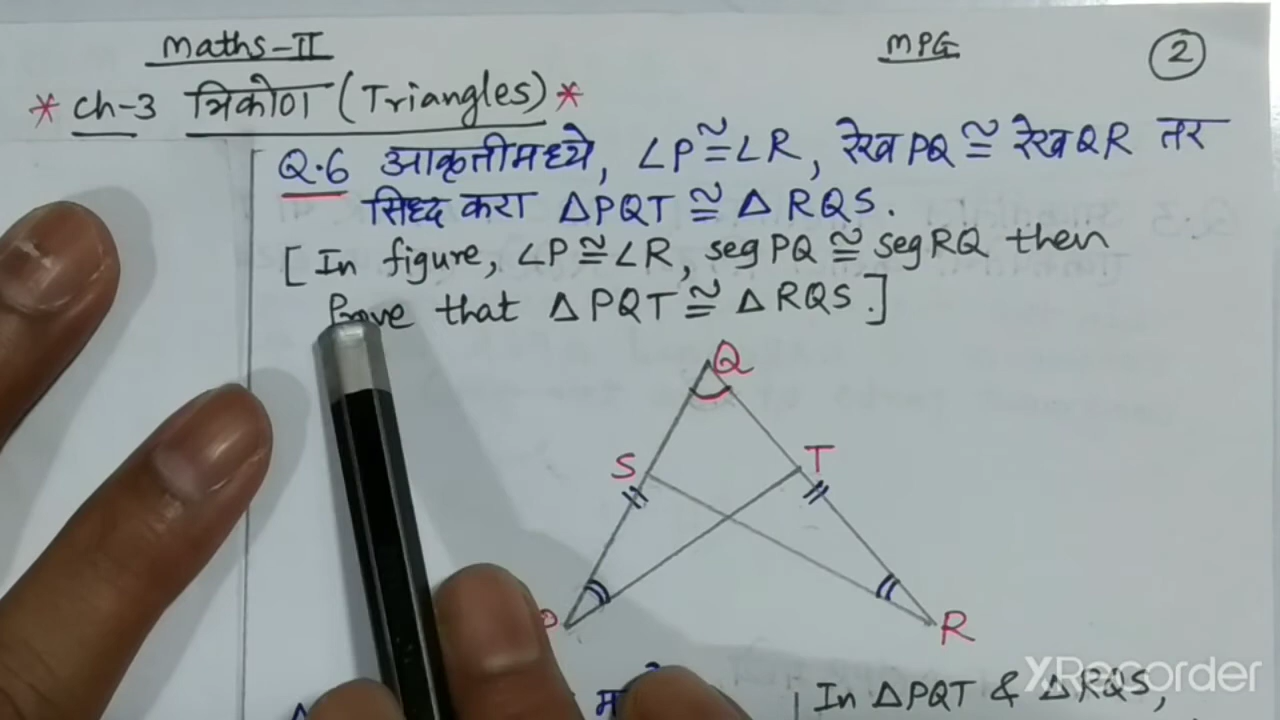 Maths-II MPG 2
* Ch-3 त्रिकोण (Triangles) *
Q.6 आकृतीमध्ये, ∠P ≅ ∠R, रेख PQ ≅ रेख QR तर
सिध्द करा △PQT ≅ △ RQS.
[In figure, ∠P ≅ ∠R, seg PQ ≅ seg RQ then
Prove that △PQT ≅ △ RQS.]
Q
S T
R
In △PQT & △RQS,
XRecorder